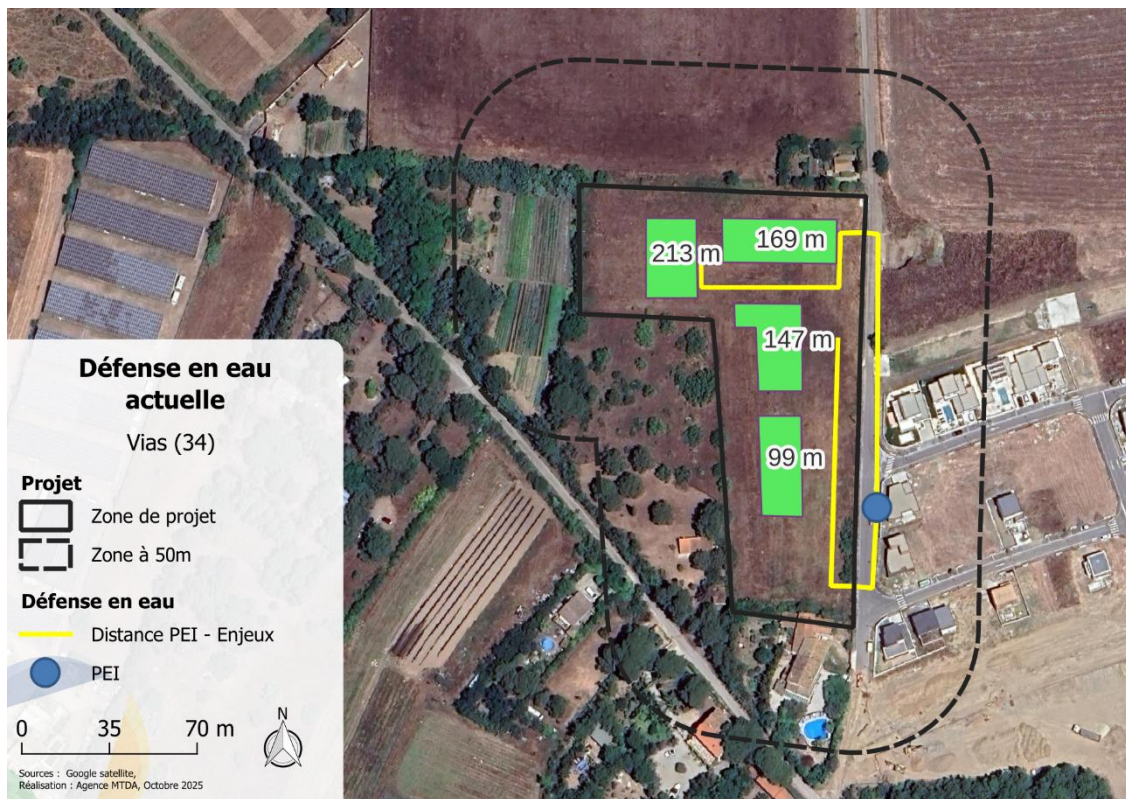 213 m
169 m
147 m
99 m
Défense en eau
actuelle
Vias (34)
Projet
Zone de projet
Zone à 50m
Défense en eau
Distance PEI - Enjeux
PEI
0 35 70 m
N
Sources : Google satellite,
Réalisation : Agence MTDA, Octobre 2025